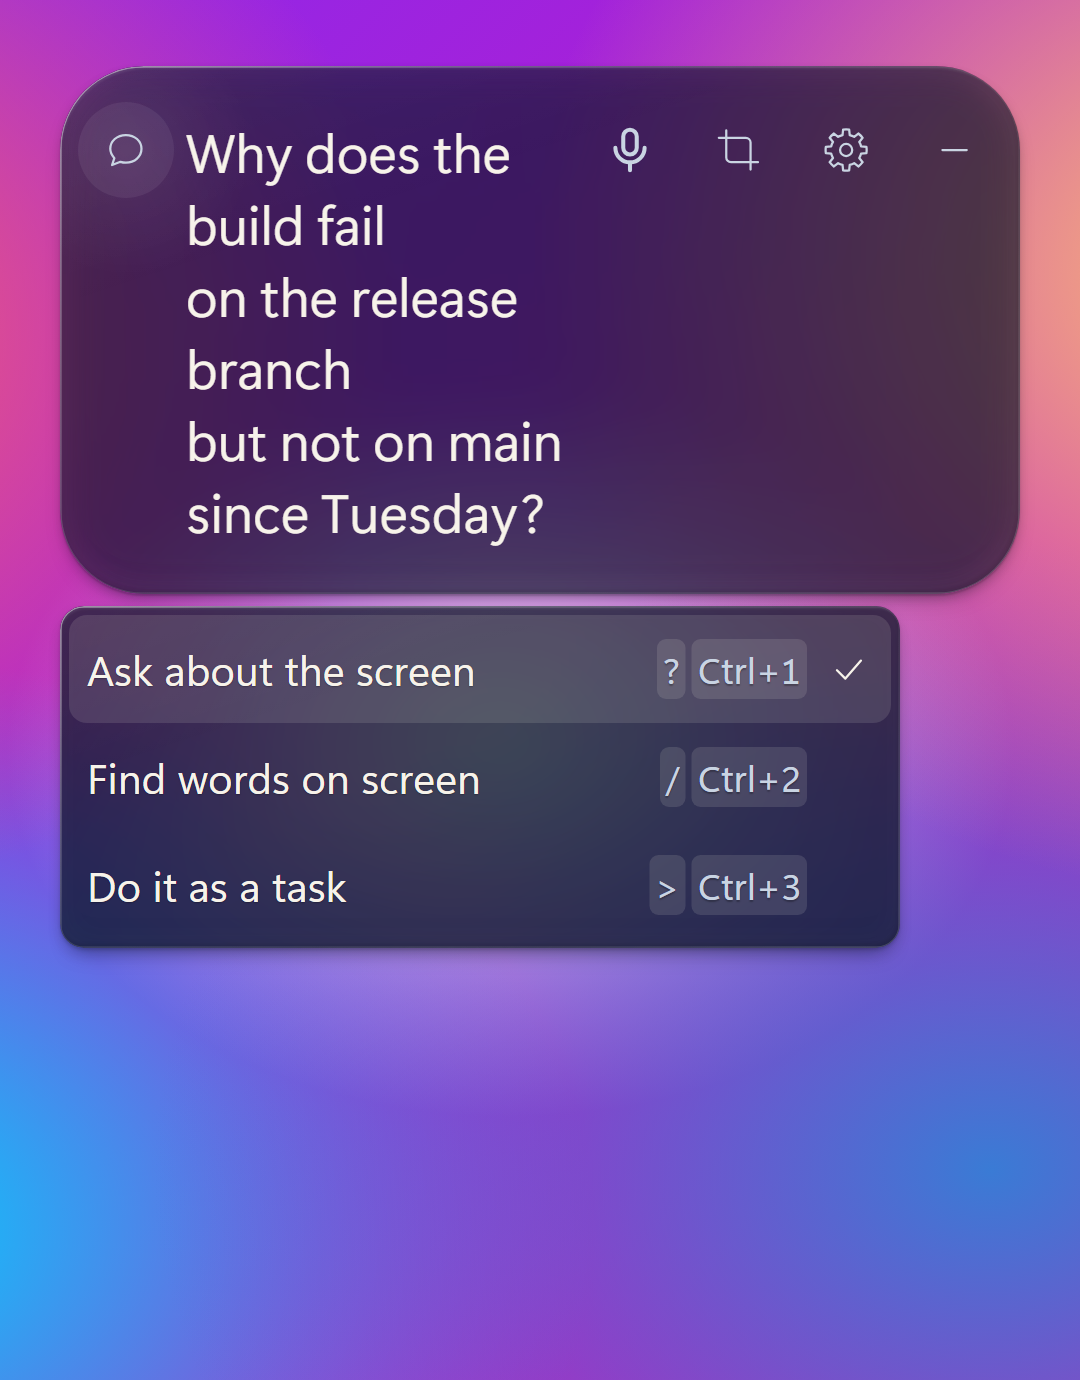 Why does the
build fail
on the release
branch
but not on main
since Tuesday?
Ask about the screen ? Ctrl+1
Find words on screen / Ctrl+2
Do it as a task > Ctrl+3